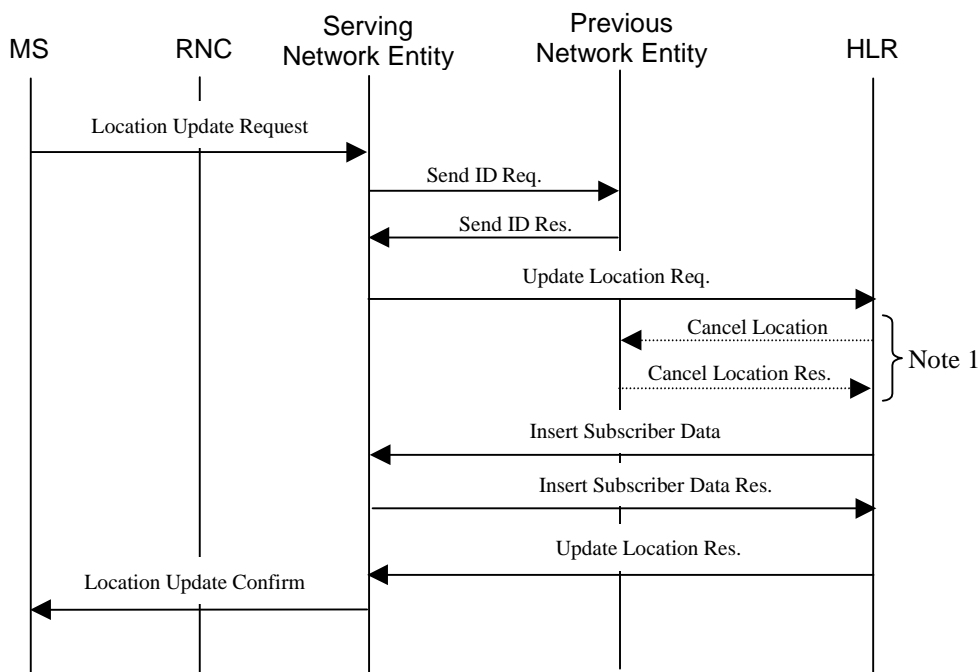 MS
RNC
Serving
Network Entity
Previous
Network Entity
HLR
Location Update Request
Send ID Req.
Send ID Res.
Update Location Req.
Cancel Location
Note 1
Cancel Location Res.
Insert Subscriber Data
Insert Subscriber Data Res.
Update Location Res.
Location Update Confirm